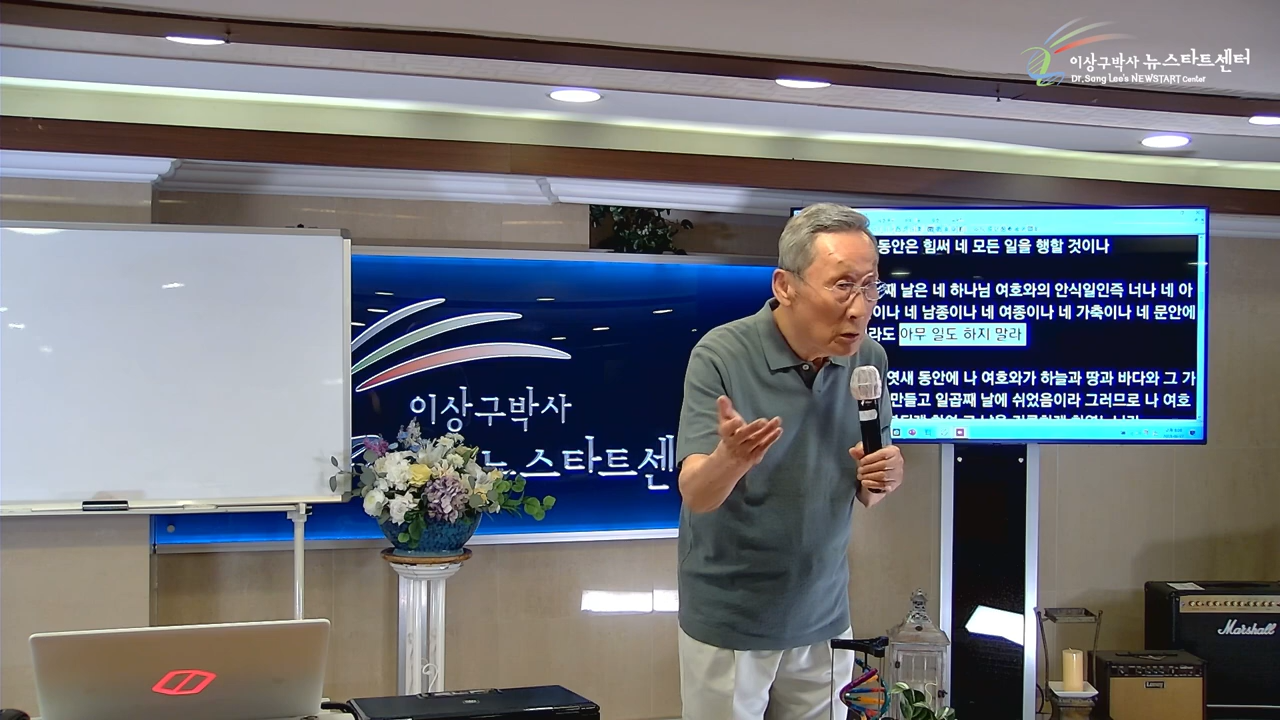 이상구박사 뉴스타트센터
Dr. Sang Lee's NEWSTART Center
동안은 힘써 네 모든 일을 행할 것이나
째 날은 네 하나님 여호와의 안식일인즉 너나 네 아
이나 네 남종이나 네 여종이나 네 가축이나 네 문안에
라도 아무 일도 하지 말라
엿새 동안에 나 여호와가 하늘과 땅과 바다와 그 가
만들고 일곱째 날에 쉬었음이라 그러므로 나 여호
이상구박사
뉴스타트센
Marshall
Laney